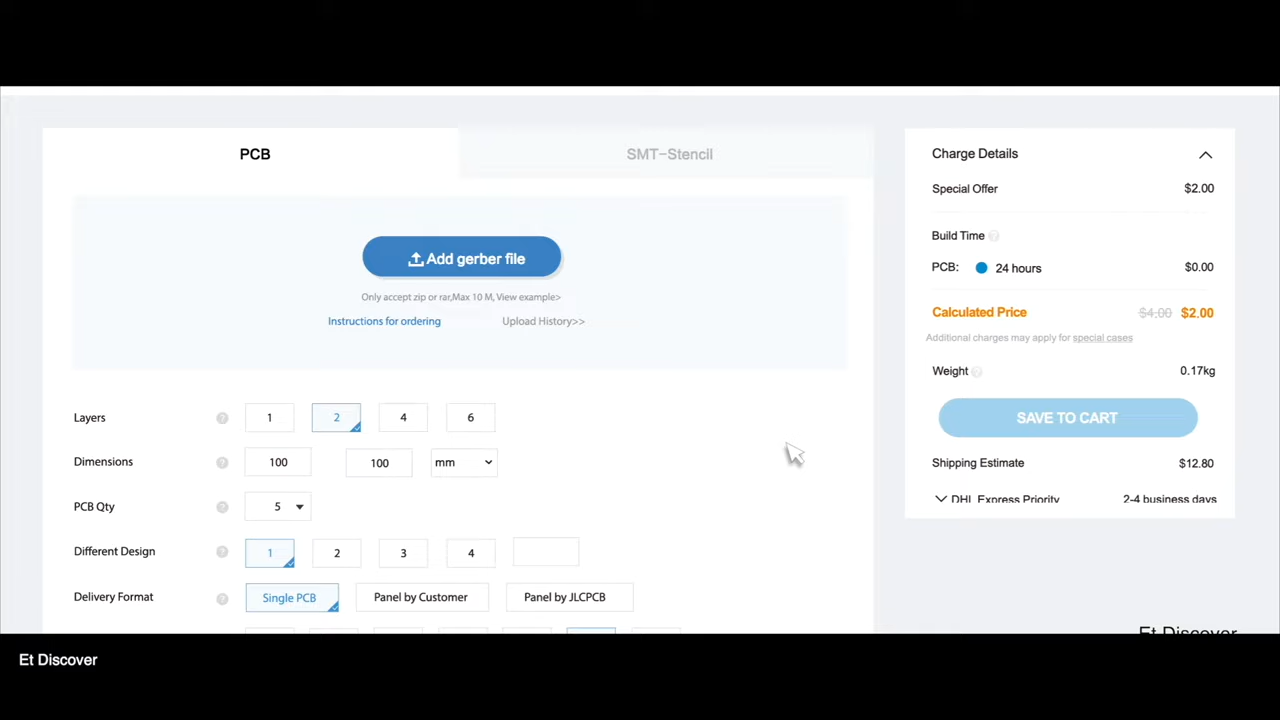 PCB
SMT-Stencil
Add gerber file
Only accept zip or rar,Max 10 M, View example>
Instructions for ordering
Upload History>>
Layers ? 1 2 4 6
Dimensions ? 100 100 mm
PCB Qty ? 5
Different Design ? 1 2 3 4
Delivery Format ? Single PCB Panel by Customer Panel by JLCPCB
Charge Details
Special Offer $2.00
Build Time ?
PCB: 24 hours $0.00
Calculated Price $4.00 $2.00
Additional charges may apply for special cases
Weight ? 0.17kg
SAVE TO CART
Shipping Estimate $12.80
DHL Express Priority 2-4 business days
Et Discover
Et Discover